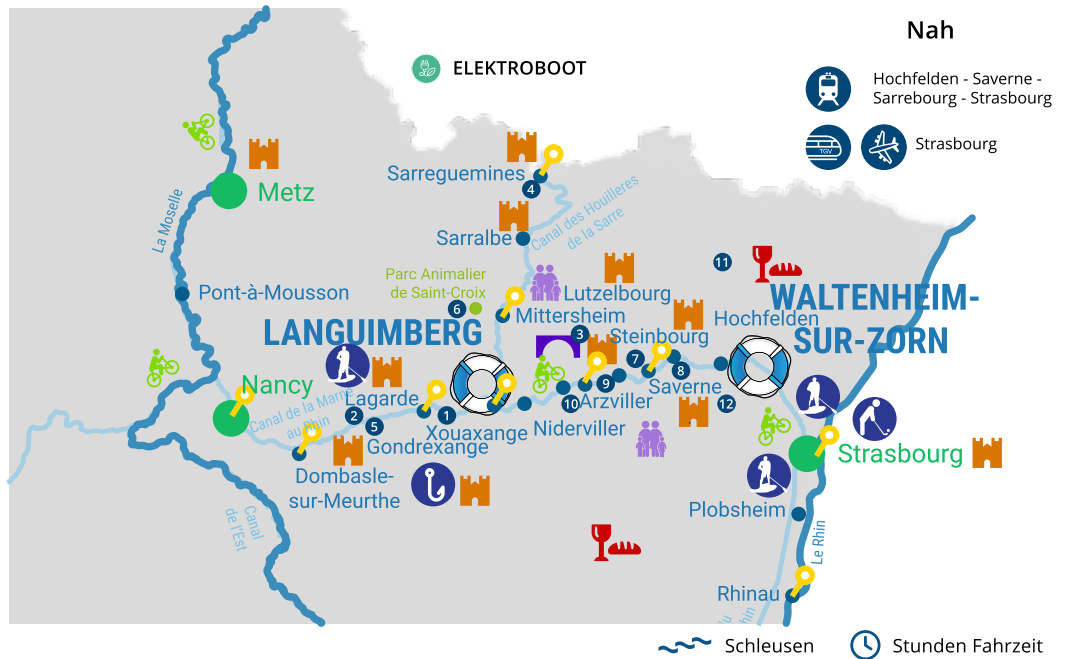 Nah
ELEKTROBOOT
Hochfelden - Saverne -
Sarrebourg - Strasbourg
TGV
Strasbourg
Sarreguemines
4
Metz
Canal des Houilleres
de la Sarre
La Moselle
Sarralbe
11
Parc Animalier
de Saint-Croix
6
Pont-à-Mousson
Lutzelbourg
WALTENHEIM-
SUR-ZORN
Mittersheim
Hochfelden
LANGUIMBERG
3
Steinbourg
7
8
9
Saverne
Nancy
Lagarde
10
Arzviller
12
Canal de la Marne
au Rhin
2
1
5
Xouaxange
Niderviller
Gondrexange
Strasbourg
Dombasle-
sur-Meurthe
Plobsheim
Canal
de l'Est
Le Rhin
Rhinau
Schleusen
Stunden Fahrzeit